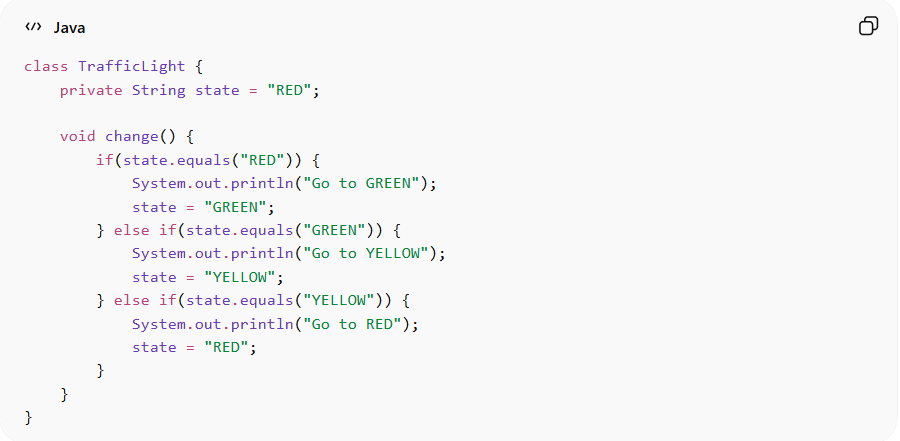 </> Java
class TrafficLight {
    private String state = "RED";

    void change() {
        if(state.equals("RED")) {
            System.out.println("Go to GREEN");
            state = "GREEN";
        } else if(state.equals("GREEN")) {
            System.out.println("Go to YELLOW");
            state = "YELLOW";
        } else if(state.equals("YELLOW")) {
            System.out.println("Go to RED");
            state = "RED";
        }
    }
}